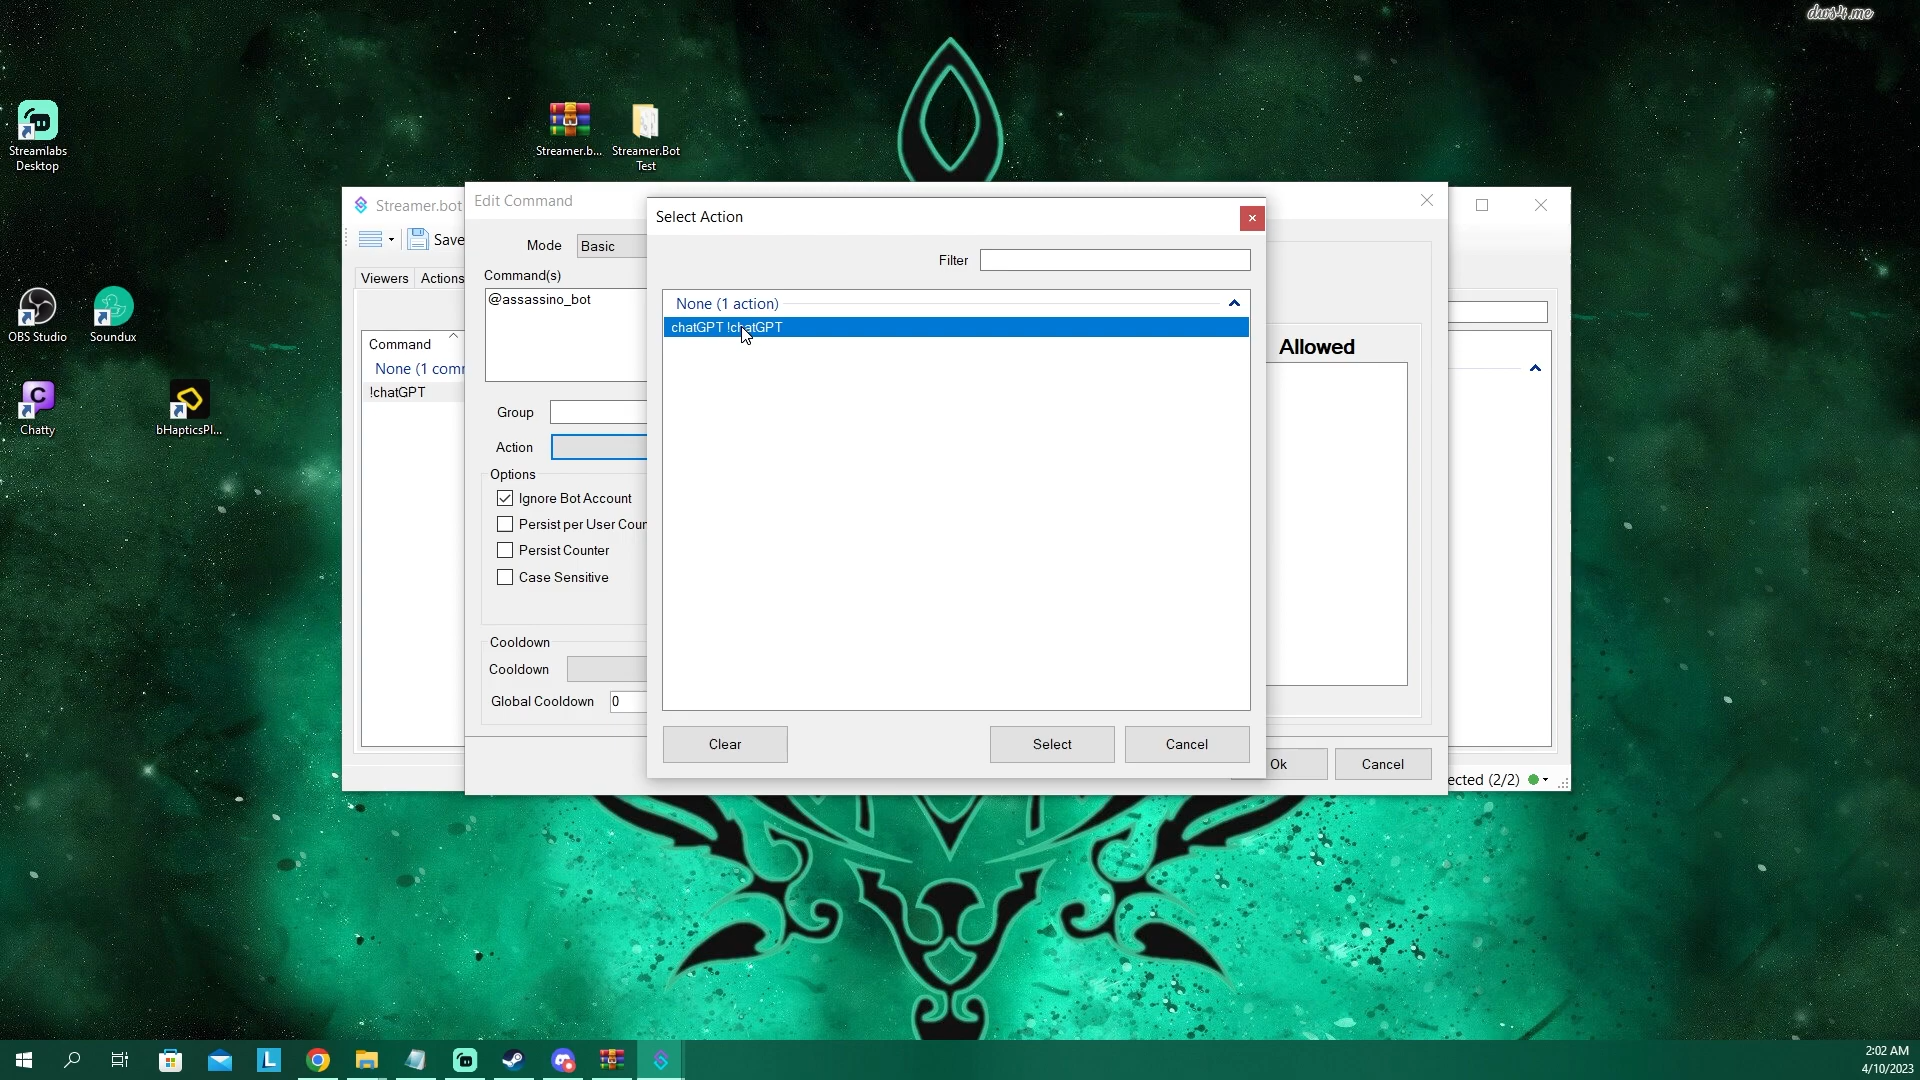 dws4.me
Streamlabs
Desktop
Streamer.b...
Streamer.Bot
Test
OBS Studio
Soundux
Chatty
bHapticsPl...
Streamer.bot
Save
Viewers
Actions
Command
None (1 comm
!chatGPT
ected (2/2)
Edit Command
Mode
Basic
Command(s)
@assassino_bot
Group
Action
Options
Ignore Bot Account
Persist per User Coun
Persist Counter
Case Sensitive
Cooldown
Cooldown
Global Cooldown
0
Allowed
Ok
Cancel
Select Action
Filter
None (1 action)
chatGPT !chatGPT
Clear
Select
Cancel
2:02 AM
4/10/2023